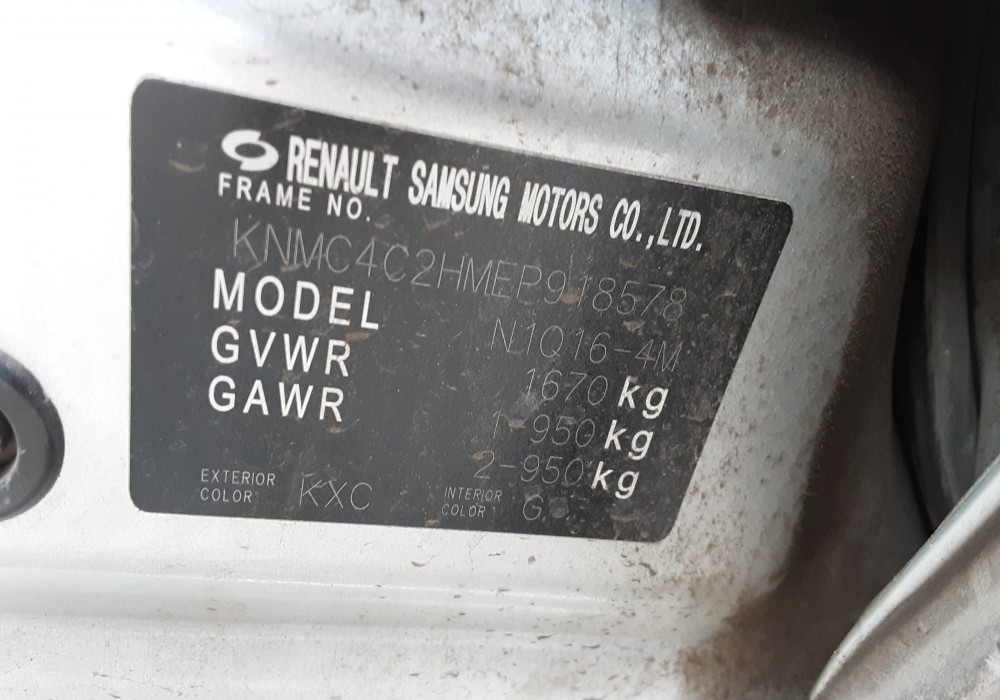 RENAULT SAMSUNG MOTORS CO.,LTD.
FRAME NO.
KNMC4C2HMEP918578
MODEL N1Q16-4M
GVWR 1670 kg
GAWR 1-950 kg
2-950 kg
EXTERIOR COLOR KXC INTERIOR COLOR G